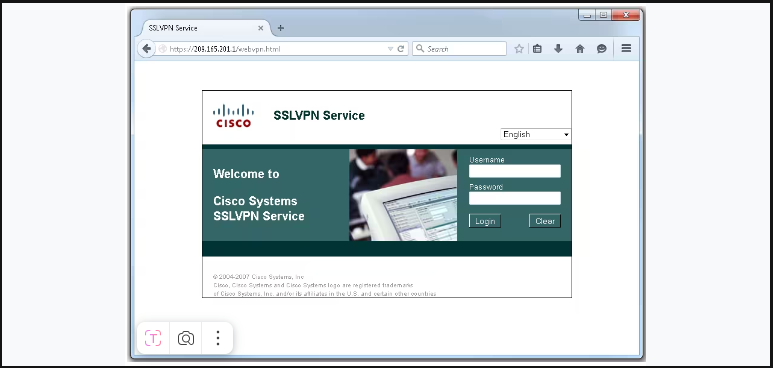 SSLVPN Service
https://209.165.201.1/webvpn.html
Search
CISCO
SSLVPN Service
English
Welcome to
Cisco Systems
SSLVPN Service
Username
Password
Login
Clear
© 2004-2007 Cisco Systems, Inc
Cisco, Cisco Systems and Cisco Systems logo are registered trademarks
of Cisco Systems, Inc. and/or its affiliates in the U.S. and certain other countries
T